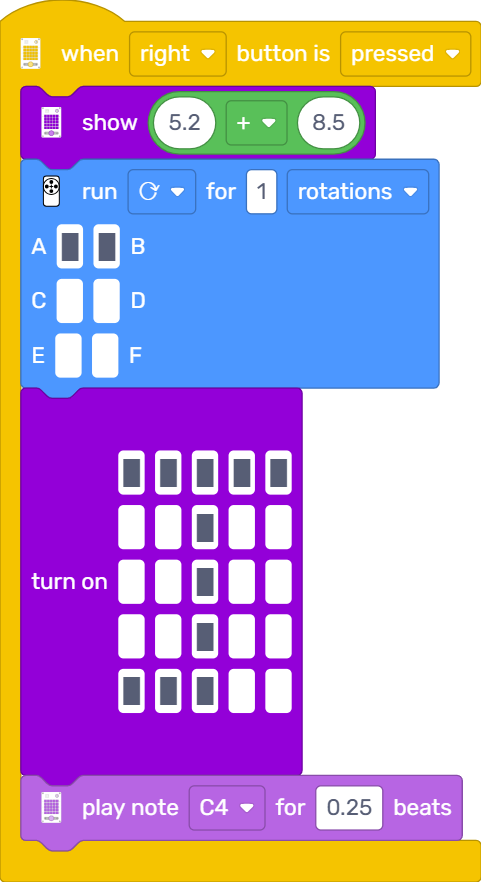 when right button is pressed
show 5.2 + 8.5
run for 1 rotations
A B
C D
E F
turn on
play note C4 for 0.25 beats